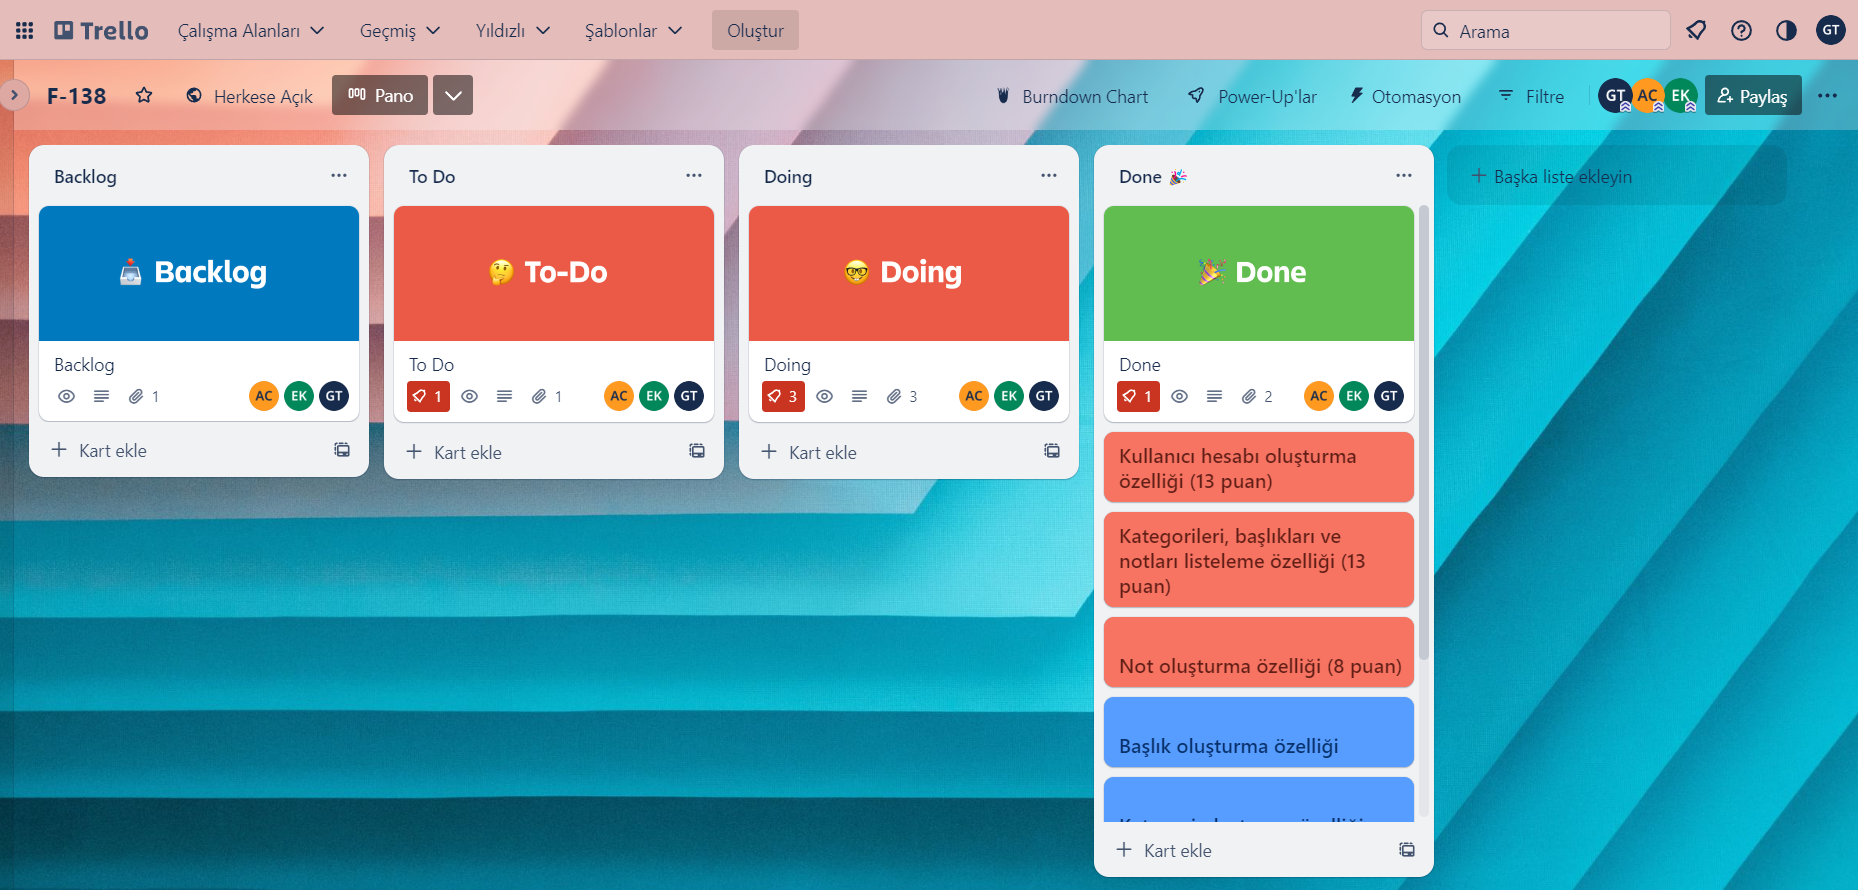 Trello
Çalışma Alanları
Geçmiş
Yıldızlı
Şablonlar
Oluştur
Arama
GT
F-138
Herkese Açık
Pano
Burndown Chart
Power-Up'lar
Otomasyon
Filtre
GT
AC
EK
Paylaş
Backlog
Backlog
Backlog
1
AC
EK
GT
Kart ekle
To Do
To-Do
To Do
1
1
AC
EK
GT
Kart ekle
Doing
Doing
Doing
3
3
AC
EK
GT
Kart ekle
Done
Done
Done
1
2
AC
EK
GT
Kullanıcı hesabı oluşturma
özelliği (13 puan)
Kategorileri, başlıkları ve
notları listeleme özelliği (13
puan)
Not oluşturma özelliği (8 puan)
Başlık oluşturma özelliği
Kart ekle
Başka liste ekleyin